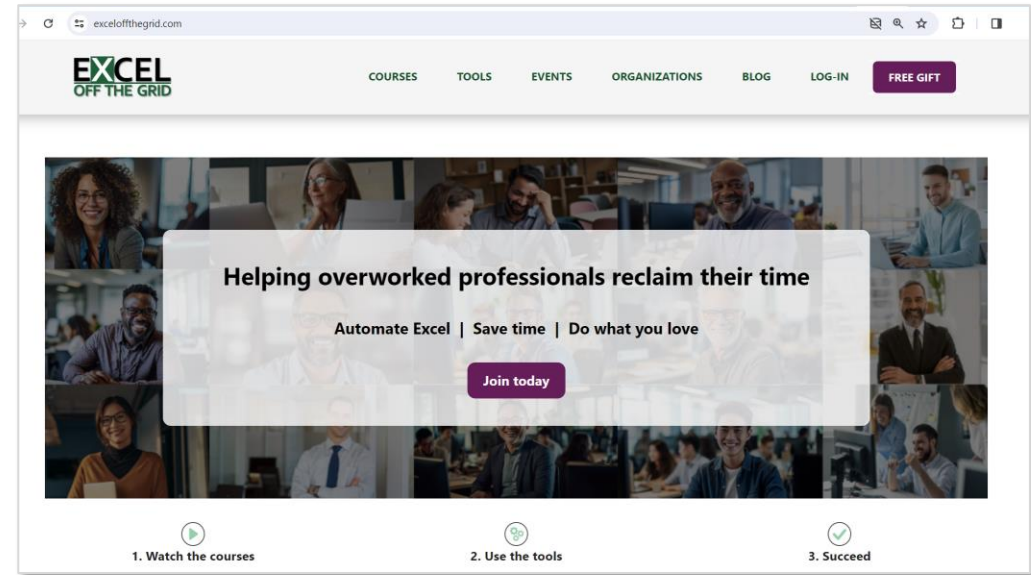 exceloffthegrid.com
EXCEL
OFF THE GRID
COURSES TOOLS EVENTS ORGANIZATIONS BLOG LOG-IN FREE GIFT
Helping overworked professionals reclaim their time
Automate Excel | Save time | Do what you love
Join today
1. Watch the courses 2. Use the tools 3. Succeed